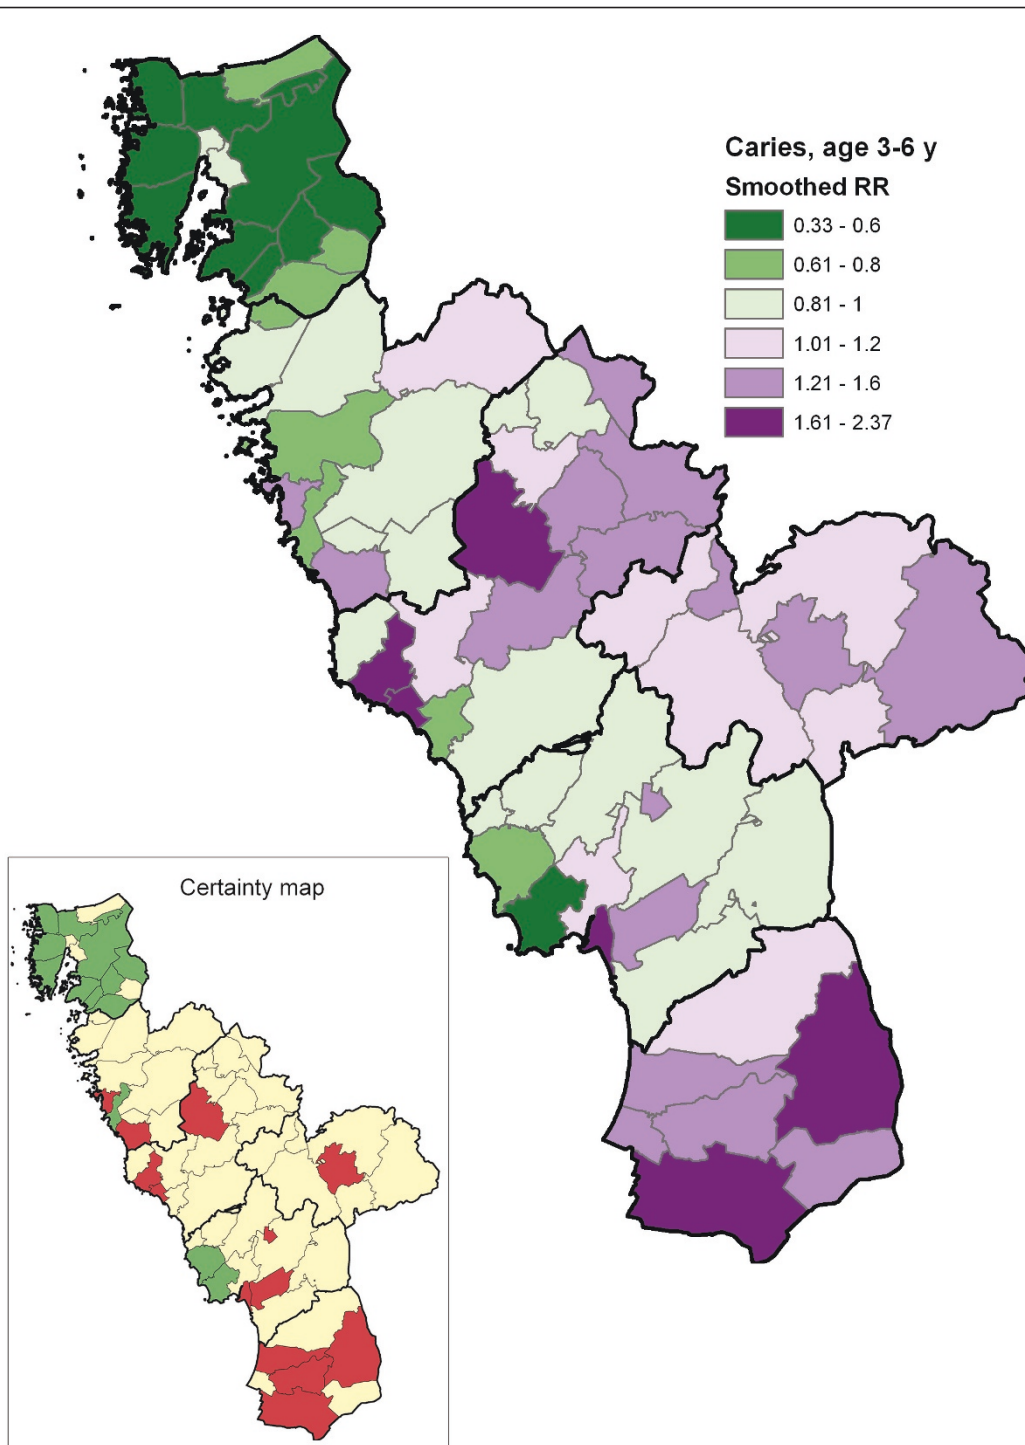 Caries, age 3-6 y
Smoothed RR
0.33 - 0.6
0.61 - 0.8
0.81 - 1
1.01 - 1.2
1.21 - 1.6
1.61 - 2.37
Certainty map